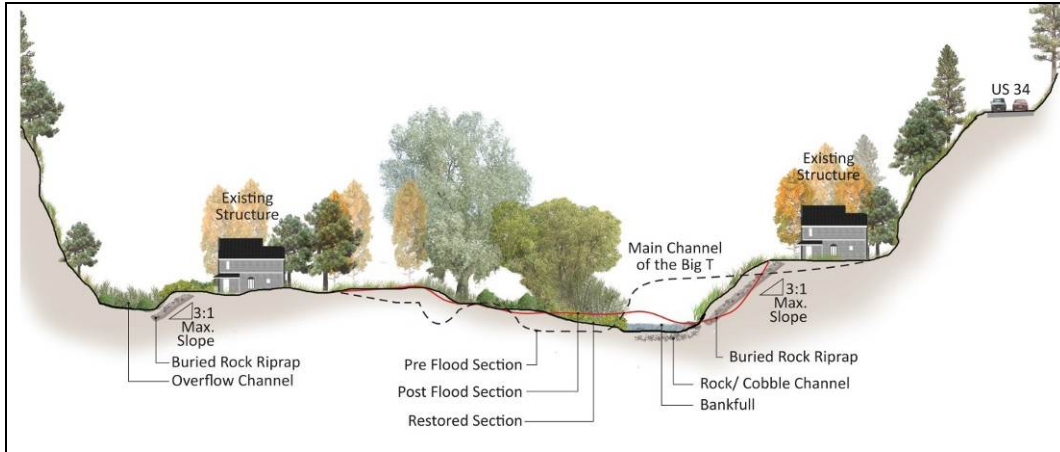 US 34
Existing
Structure
Existing
Structure
Main Channel
of the Big T
3:1
Max.
Slope
3:1
Max.
Slope
Buried Rock Riprap
Overflow Channel
Pre Flood Section
Post Flood Section
Restored Section
Buried Rock Riprap
Rock/ Cobble Channel
Bankfull